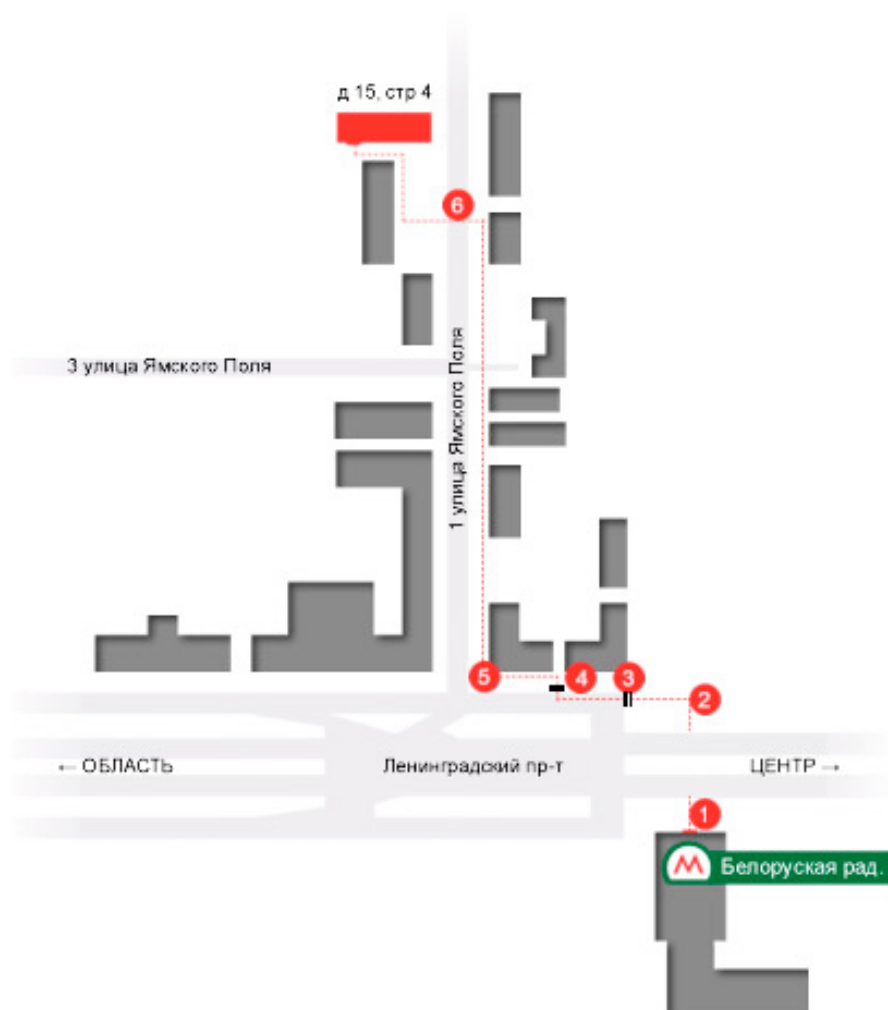 д 15, стр 4
6
3 улица Ямского Поля
1 улица Ямского Поля
5
4
3
2
← ОБЛАСТЬ
Ленинградский пр-т
ЦЕНТР →
1
М Белоруская рад.